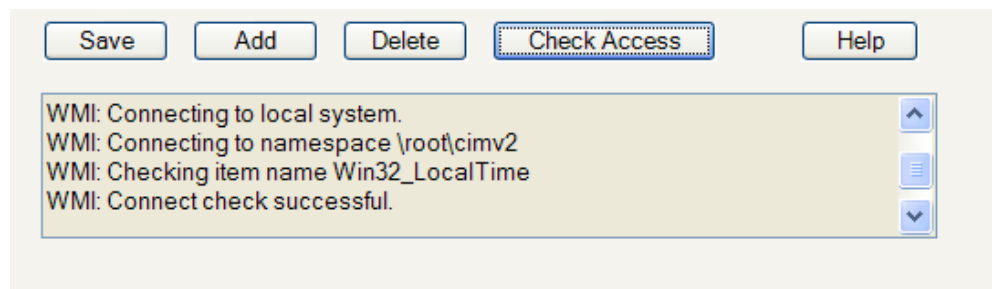 Save Add Delete Check Access Help
WMI: Connecting to local system.
WMI: Connecting to namespace \root\cimv2
WMI: Checking item name Win32_LocalTime
WMI: Connect check successful.